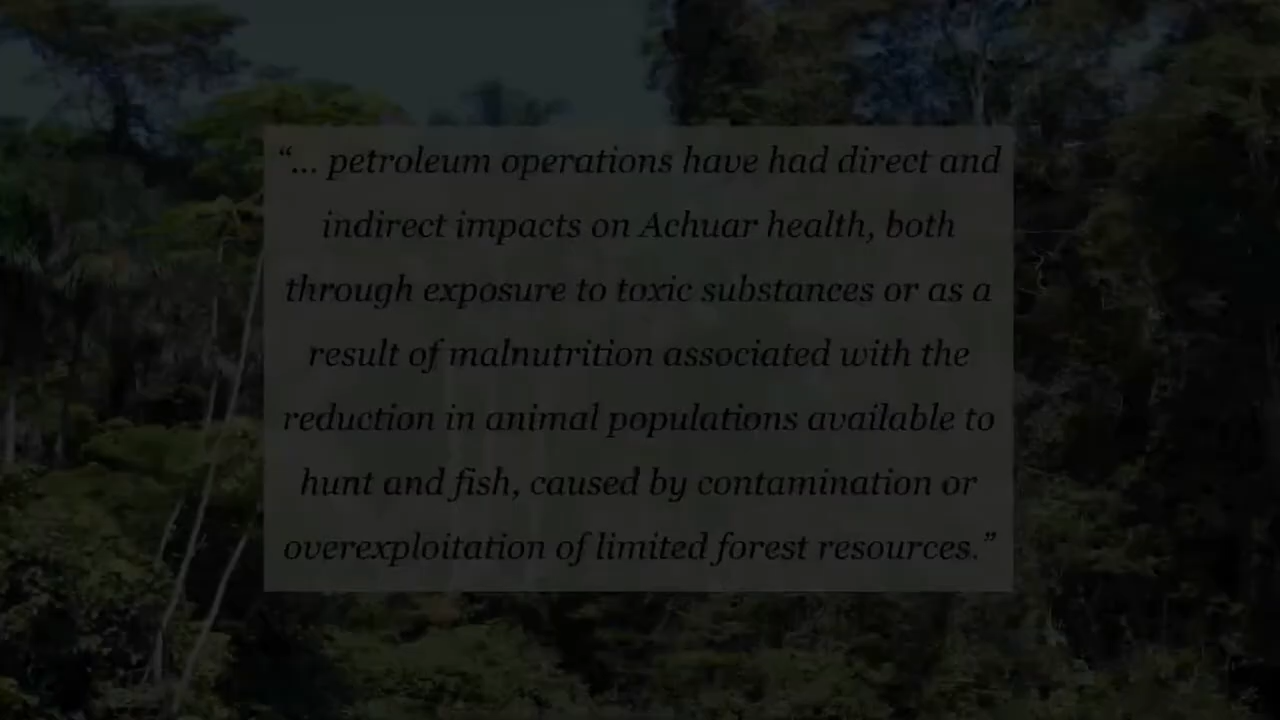 “... petroleum operations have had direct and
indirect impacts on Achuar health, both
through exposure to toxic substances or as a
result of malnutrition associated with the
reduction in animal populations available to
hunt and fish, caused by contamination or
overexploitation of limited forest resources.”